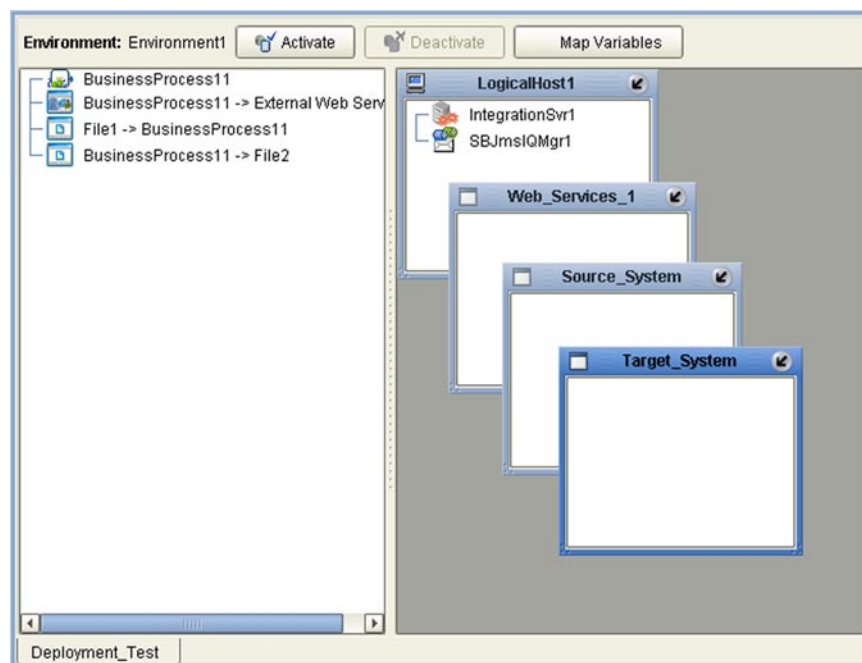 Environment: Environment1 Activate Deactivate Map Variables
BusinessProcess11
BusinessProcess11 -> External Web Serv
File1 -> BusinessProcess11
BusinessProcess11 -> File2
LogicalHost1
IntegrationSvr1
SBJmsIQMgr1
Web_Services_1
Source_System
Target_System
Deployment_Test